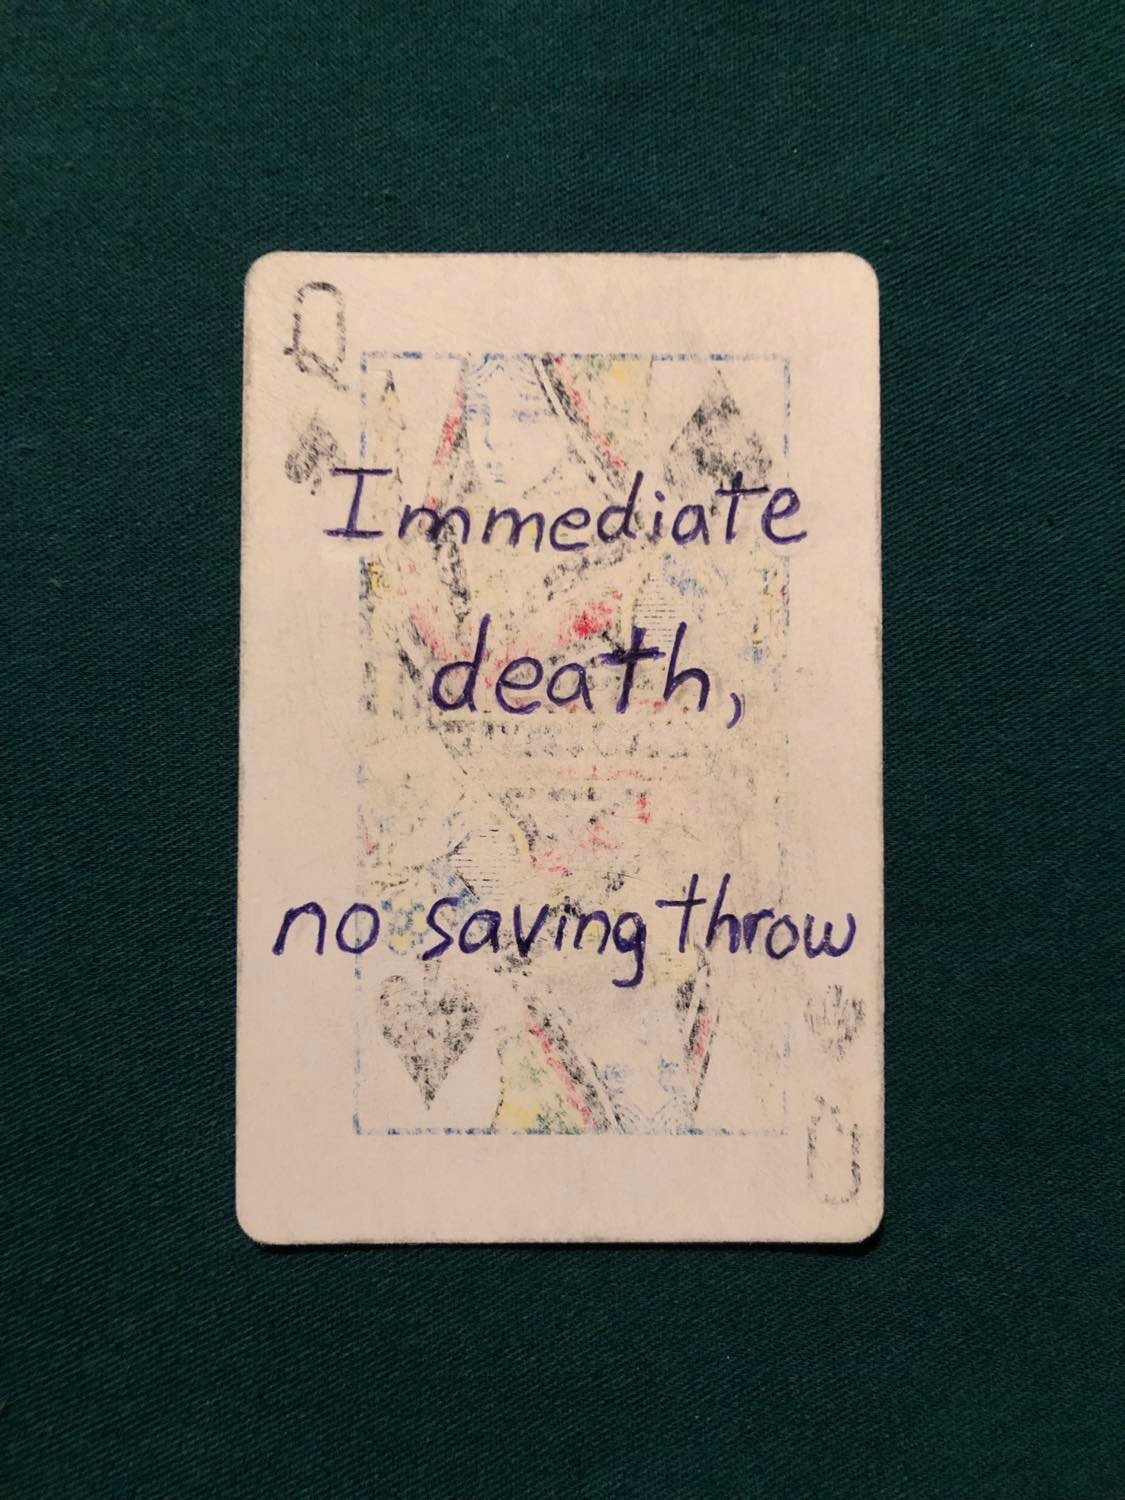 Q
Immediate
death,
no saving throw
Q